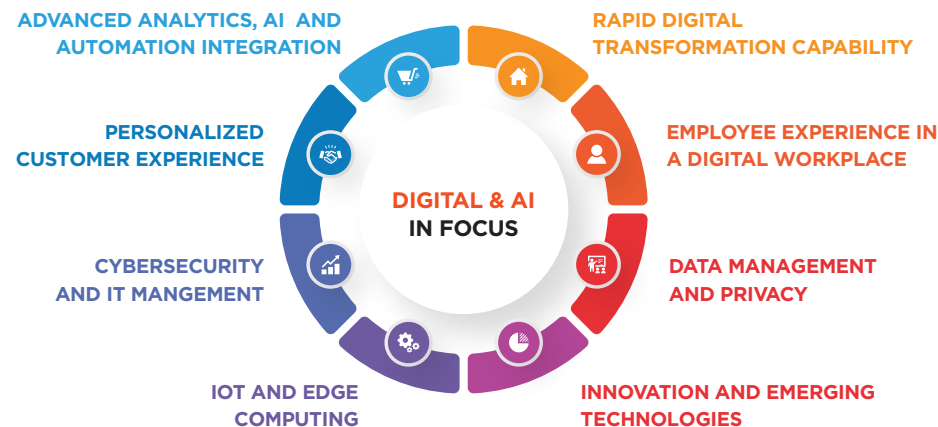 ADVANCED ANALYTICS, AI AND
AUTOMATION INTEGRATION
RAPID DIGITAL
TRANSFORMATION CAPABILITY
PERSONALIZED
CUSTOMER EXPERIENCE
EMPLOYEE EXPERIENCE IN
A DIGITAL WORKPLACE
DIGITAL & AI
IN FOCUS
CYBERSECURITY
AND IT MANGEMENT
DATA MANAGEMENT
AND PRIVACY
IOT AND EDGE
COMPUTING
INNOVATION AND EMERGING
TECHNOLOGIES